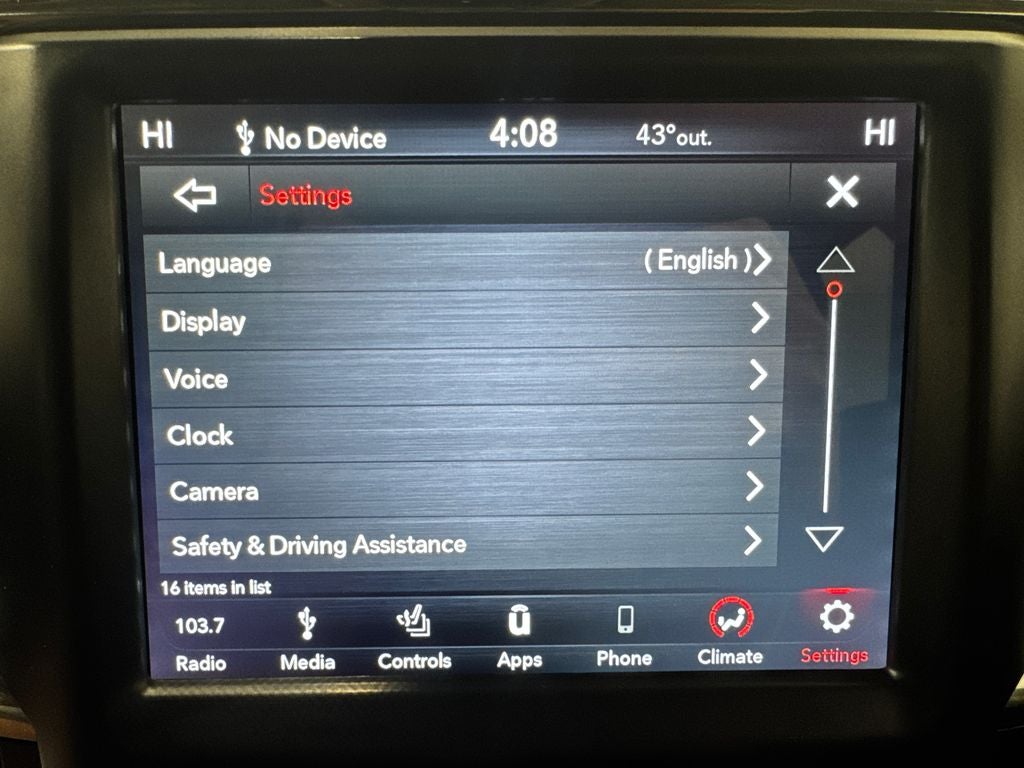 HI No Device 4:08 43°out. HI
Settings
Language (English)
Display
Voice
Clock
Camera
Safety & Driving Assistance
16 items in list
103.7
Radio Media Controls Apps Phone Climate Settings